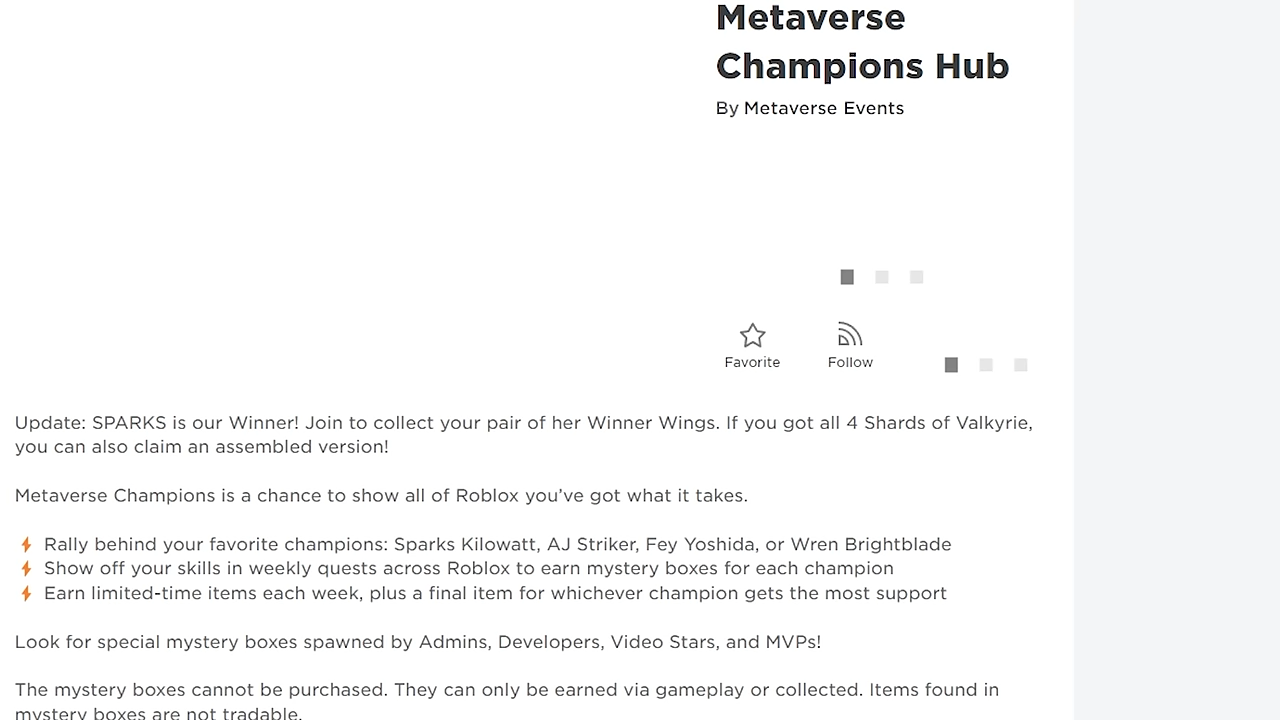 Metaverse
Champions Hub
By Metaverse Events
Favorite
Follow
Update: SPARKS is our Winner! Join to collect your pair of her Winner Wings. If you got all 4 Shards of Valkyrie,
you can also claim an assembled version!
Metaverse Champions is a chance to show all of Roblox you’ve got what it takes.
Rally behind your favorite champions: Sparks Kilowatt, AJ Striker, Fey Yoshida, or Wren Brightblade
Show off your skills in weekly quests across Roblox to earn mystery boxes for each champion
Earn limited-time items each week, plus a final item for whichever champion gets the most support
Look for special mystery boxes spawned by Admins, Developers, Video Stars, and MVPs!
The mystery boxes cannot be purchased. They can only be earned via gameplay or collected. Items found in
mystery boxes are not tradable.